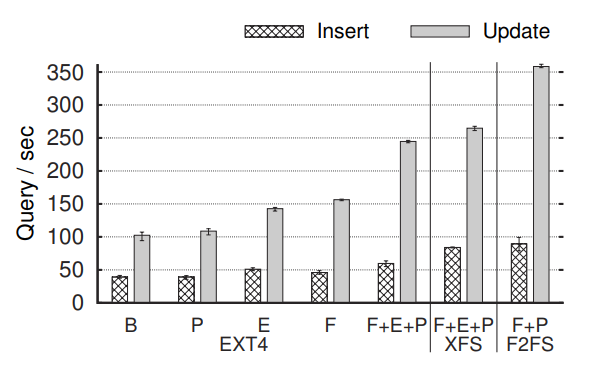 Insert Update
Query / sec
350
300
250
200
150
100
50
0
B P E F F+E+P F+E+P F+P
EXT4 XFS F2FS